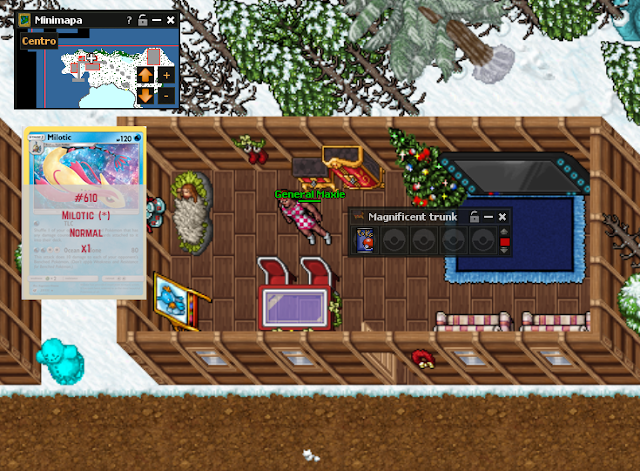 Minimapa
Centro
Milotic
120
#610
Milotic (*)
Normal
x1
General Maxie
Magnificent trunk